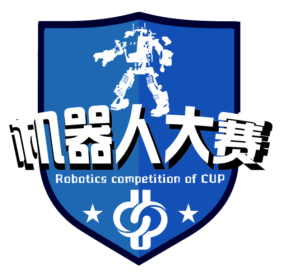 机器人大赛
Robotics competition of CUP